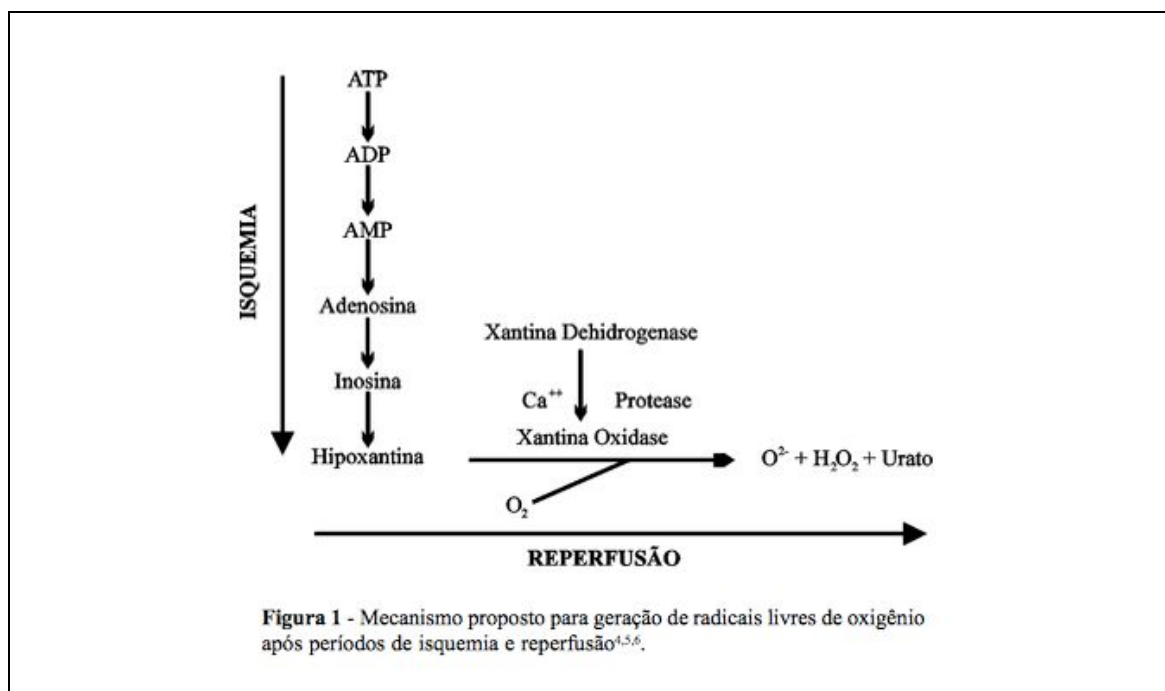 ATP
ADP
AMP
ISQUEMIA
Adenosina
Xantina Dehidrogenase
Inosina
Ca⁺⁺ Protease
Xantina Oxidase
Hipoxantina
O²⁻ + H₂O₂ + Urato
O₂
REPERFUSÃO
Figura 1 - Mecanismo proposto para geração de radicais livres de oxigênio
após períodos de isquemia e reperfusão⁴,⁵,⁶.